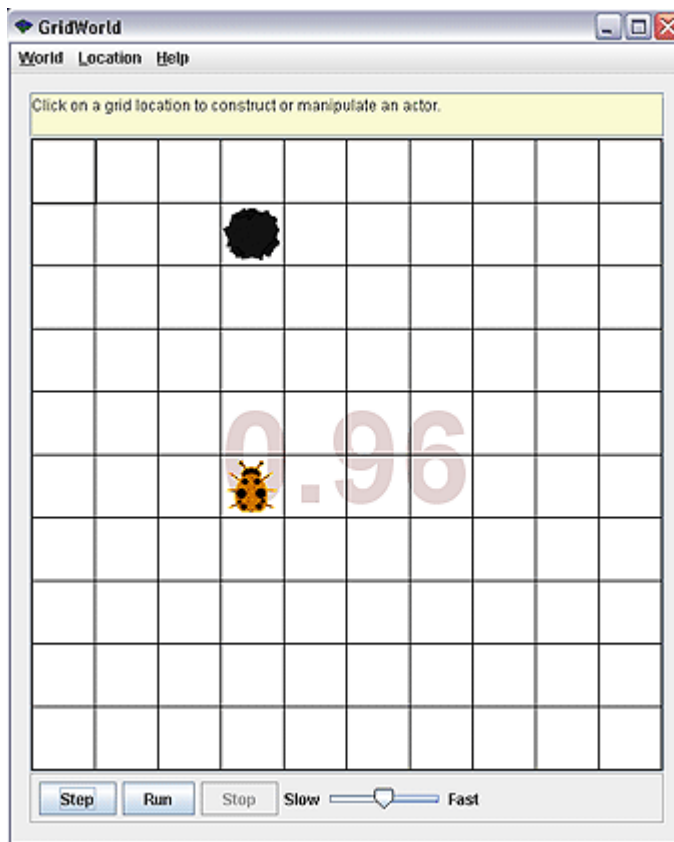 GridWorld
World Location Help
Click on a grid location to construct or manipulate an actor.
0.96
Step Run Stop Slow Fast